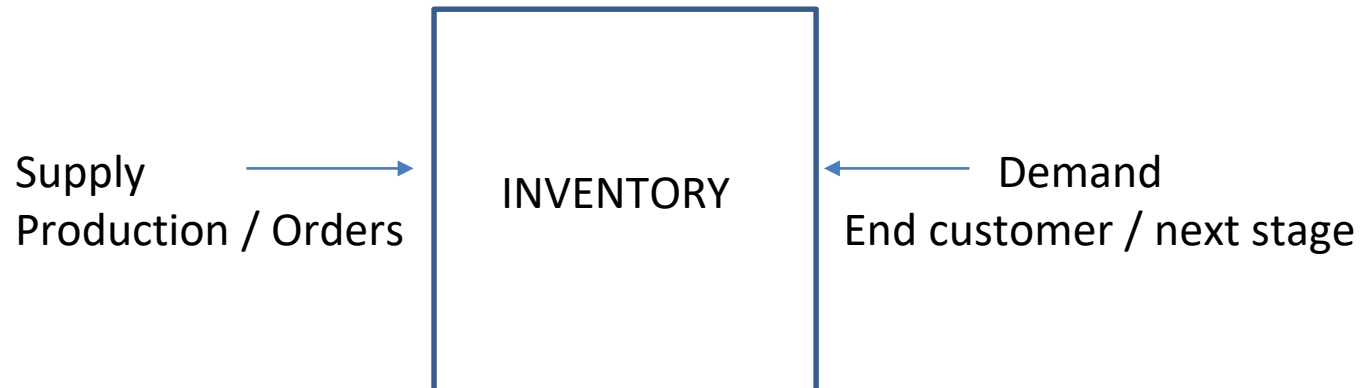 Supply
Production / Orders
INVENTORY
Demand
End customer / next stage